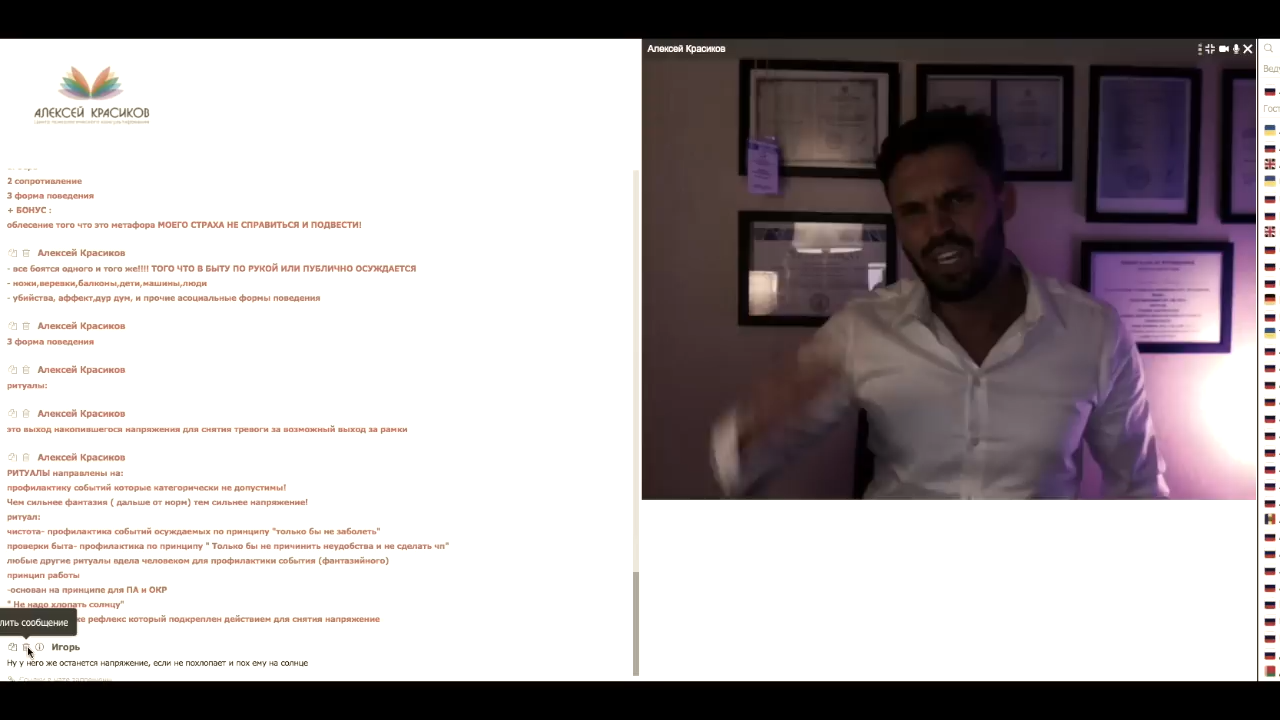 АЛЕКСЕЙ КРАСИКОВ
2 сопротивление
3 форма поведения
+ БОНУС :
облесение того что это метафора МОЕГО СТРАХА НЕ СПРАВИТЬСЯ И ПОДВЕСТИ!
Алексей Красиков
- все боятся одного и того же!!!! ТОГО ЧТО В БЫТУ ПО РУКОЙ ИЛИ ПУБЛИЧНО ОСУЖДАЕТСЯ
- ножи,веревки,балконы,дети,машины,люди
- убийства, аффект,дур дум, и прочие асоциальные формы поведения
Алексей Красиков
3 форма поведения
Алексей Красиков
ритуалы:
Алексей Красиков
это выход накопившегося напряжения для снятия тревоги за возможный выход за рамки
Алексей Красиков
РИТУАЛЫ направлены на:
профилактику событий которые категорически не допустимы!
Чем сильнее фантазия ( дальше от норм) тем сильнее напряжение!
ритуал:
чистота- профилактика событий осуждаемых по принципу "только бы не заболеть"
проверки быта- профилактика по принципу " Только бы не причинить неудобства и не сделать чп"
любые другие ритуалы вдела человеком для профилактики события (фантазийного)
принцип работы
-основан на принципе для ПА и ОКР
" Не надо хлопать солнцу"
рефлекс который подкреплен действием для снятия напряжение
лить сообщение
Игорь
Ну у него же останется напряжение, если не похлопает и пох ему на солнце
Алексей Красиков
Вед
Гост